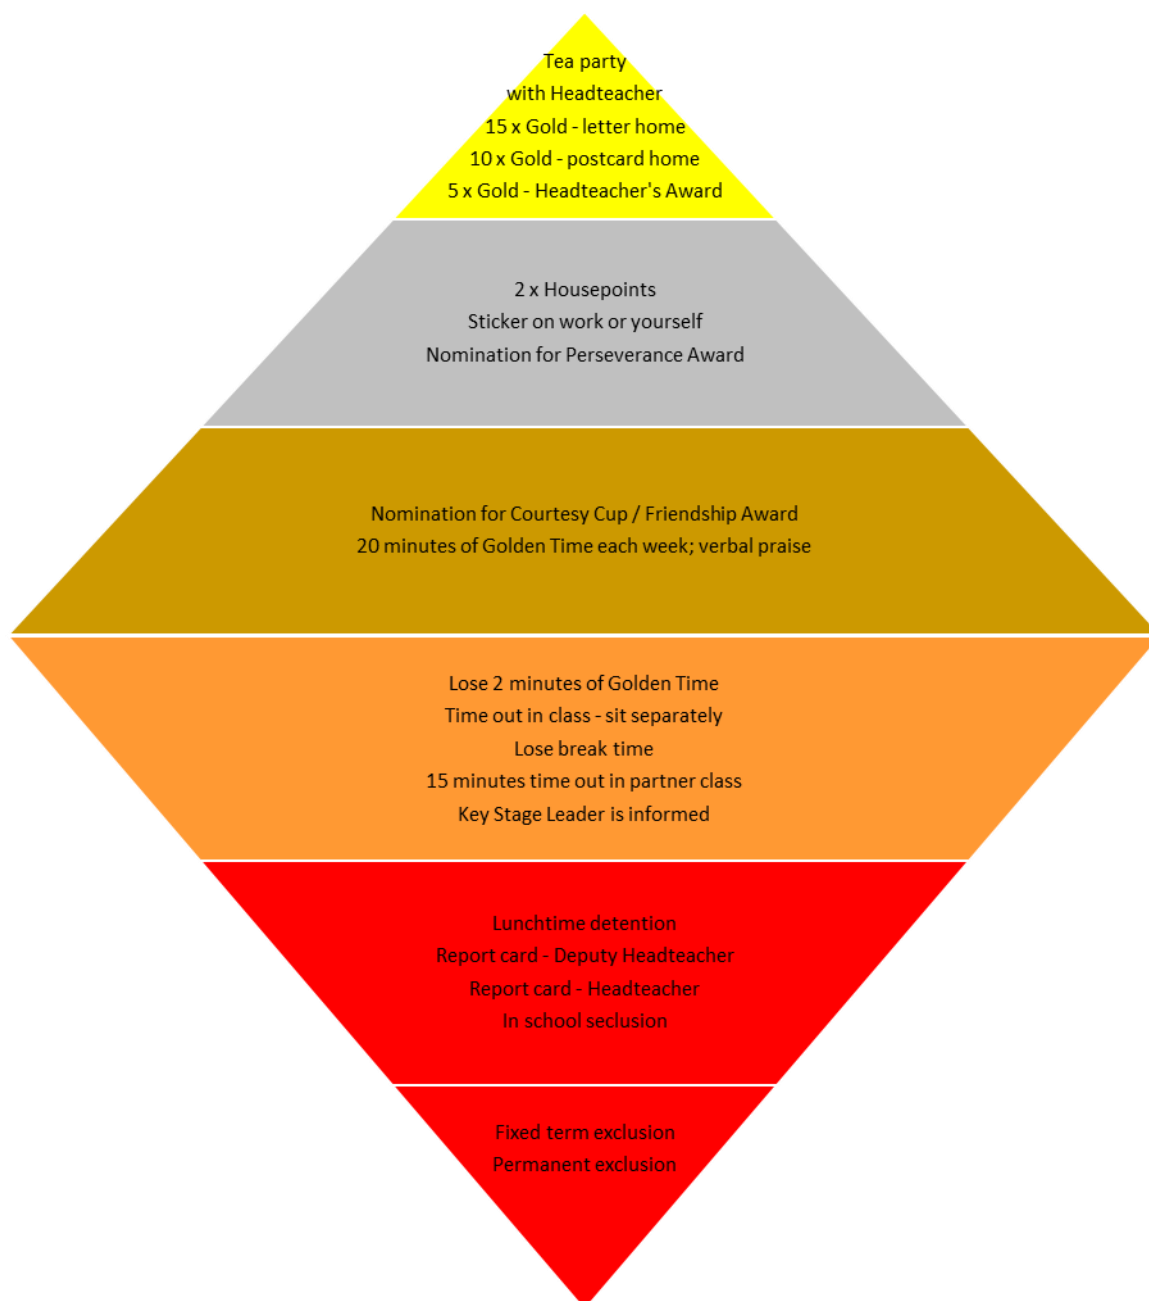 Tea party
with Headteacher
15 x Gold - letter home
10 x Gold - postcard home
5 x Gold - Headteacher's Award
2 x Housepoints
Sticker on work or yourself
Nomination for Perseverance Award
Nomination for Courtesy Cup / Friendship Award
20 minutes of Golden Time each week; verbal praise
Lose 2 minutes of Golden Time
Time out in class - sit separately
Lose break time
15 minutes time out in partner class
Key Stage Leader is informed
Lunchtime detention
Report card - Deputy Headteacher
Report card - Headteacher
In school seclusion
Fixed term exclusion
Permanent exclusion